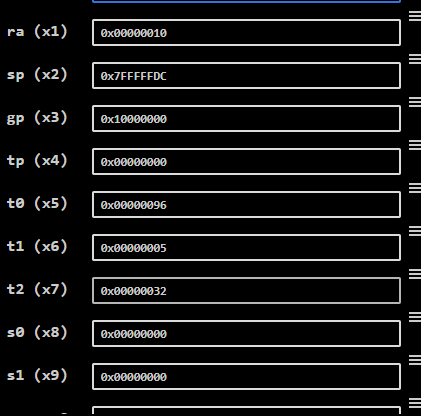 ra (x1) 0x00000010
sp (x2) 0x7FFFFFDC
gp (x3) 0x10000000
tp (x4) 0x00000000
t0 (x5) 0x00000096
t1 (x6) 0x00000005
t2 (x7) 0x00000032
s0 (x8) 0x00000000
s1 (x9) 0x00000000